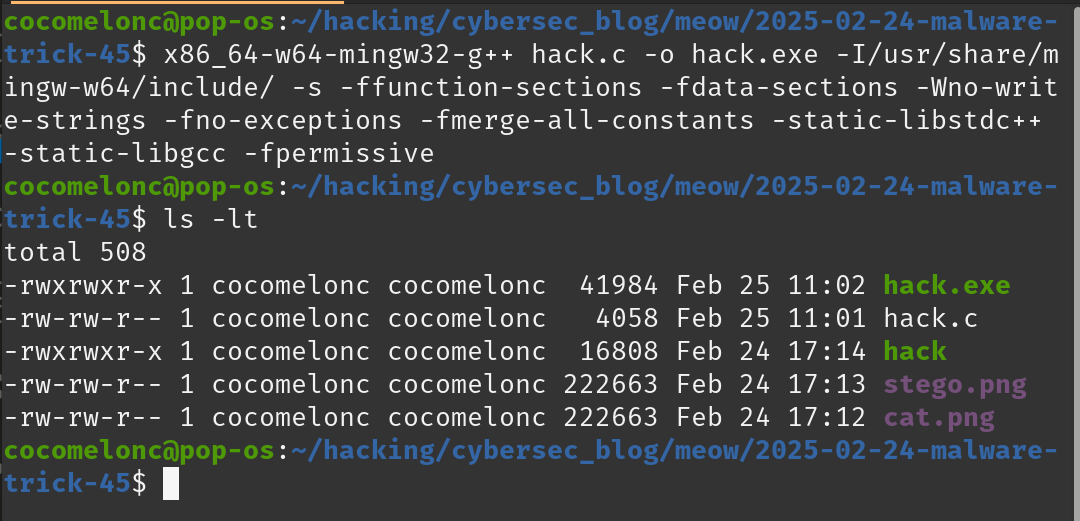 cocomelonc@pop-os:~/hacking/cybersec_blog/meow/2025-02-24-malware-
trick-45$ x86_64-w64-mingw32-g++ hack.c -o hack.exe -I/usr/share/m
ingw-w64/include/ -s -ffunction-sections -fdata-sections -Wno-writ
e-strings -fno-exceptions -fmerge-all-constants -static-libstdc++
-static-libgcc -fpermissive
cocomelonc@pop-os:~/hacking/cybersec_blog/meow/2025-02-24-malware-
trick-45$ ls -lt
total 508
-rwxrwxr-x 1 cocomelonc cocomelonc  41984 Feb 25 11:02 hack.exe
-rw-rw-r-- 1 cocomelonc cocomelonc   4058 Feb 25 11:01 hack.c
-rwxrwxr-x 1 cocomelonc cocomelonc  16808 Feb 24 17:14 hack
-rw-rw-r-- 1 cocomelonc cocomelonc 222663 Feb 24 17:13 stego.png
-rw-rw-r-- 1 cocomelonc cocomelonc 222663 Feb 24 17:12 cat.png
cocomelonc@pop-os:~/hacking/cybersec_blog/meow/2025-02-24-malware-
trick-45$